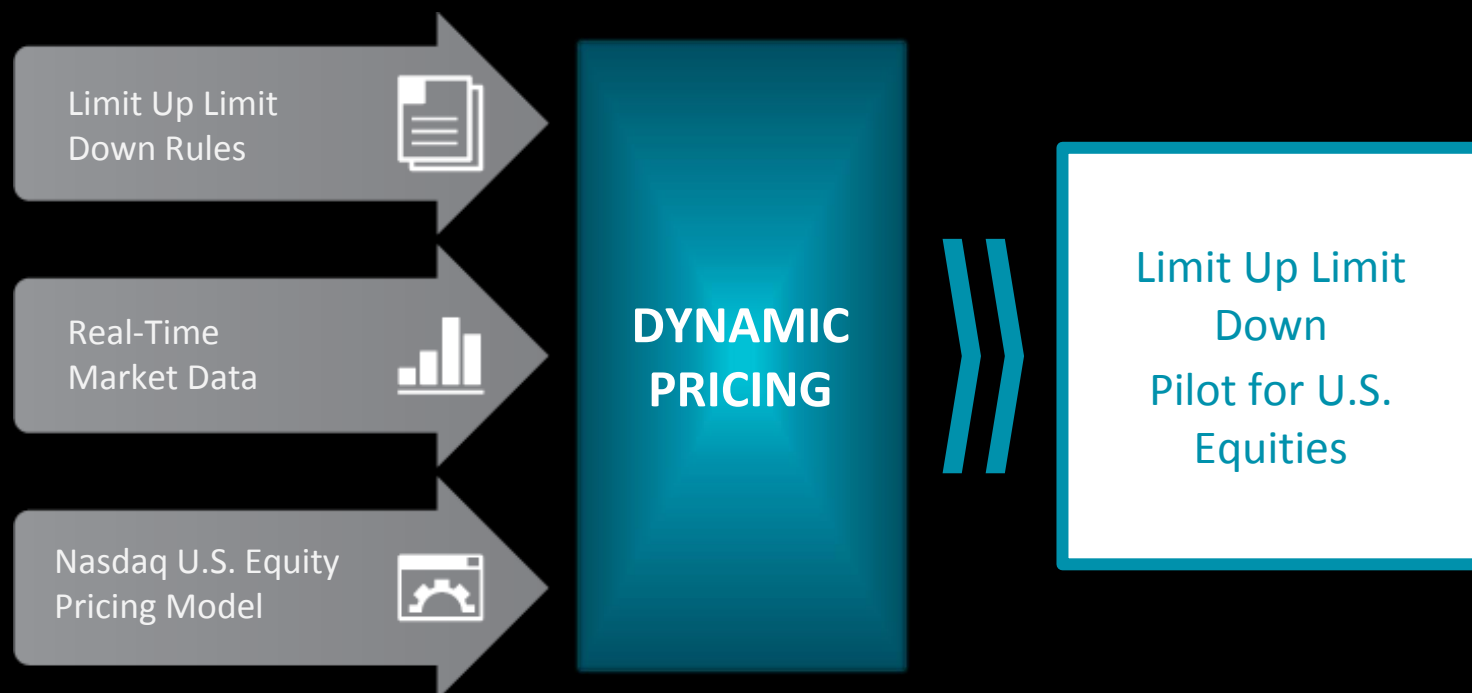 Limit Up Limit
Down Rules
Real-Time
Market Data
Nasdaq U.S. Equity
Pricing Model
DYNAMIC
PRICING
Limit Up Limit
Down
Pilot for U.S.
Equities